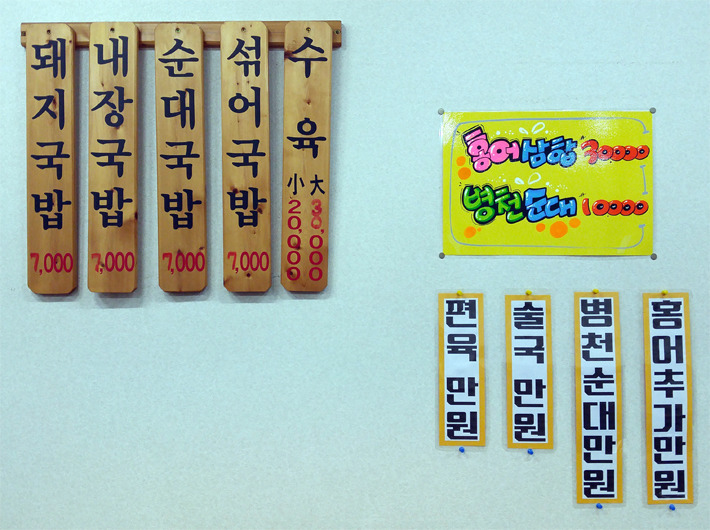 돼지국밥 7,000
내장국밥 7,000
순대국밥 7,000
섞어국밥 7,000
수육
小 20,000
大 30,000
홍어삼합 30000
병천순대 10000
편육 만원
술국 만원
병천순대만원
홍어추가만원